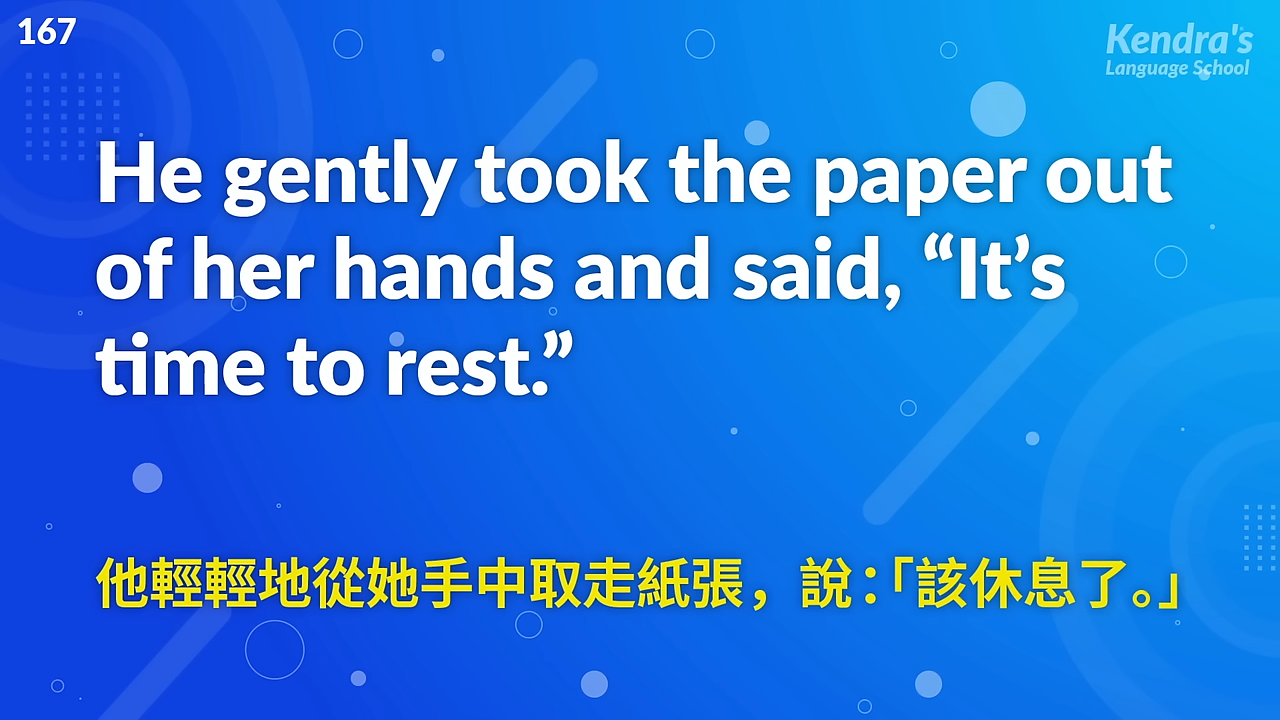 167
Kendra's
Language School
He gently took the paper out
of her hands and said, “It’s
time to rest.”
他輕輕地從她手中取走紙張，說：「該休息了。」